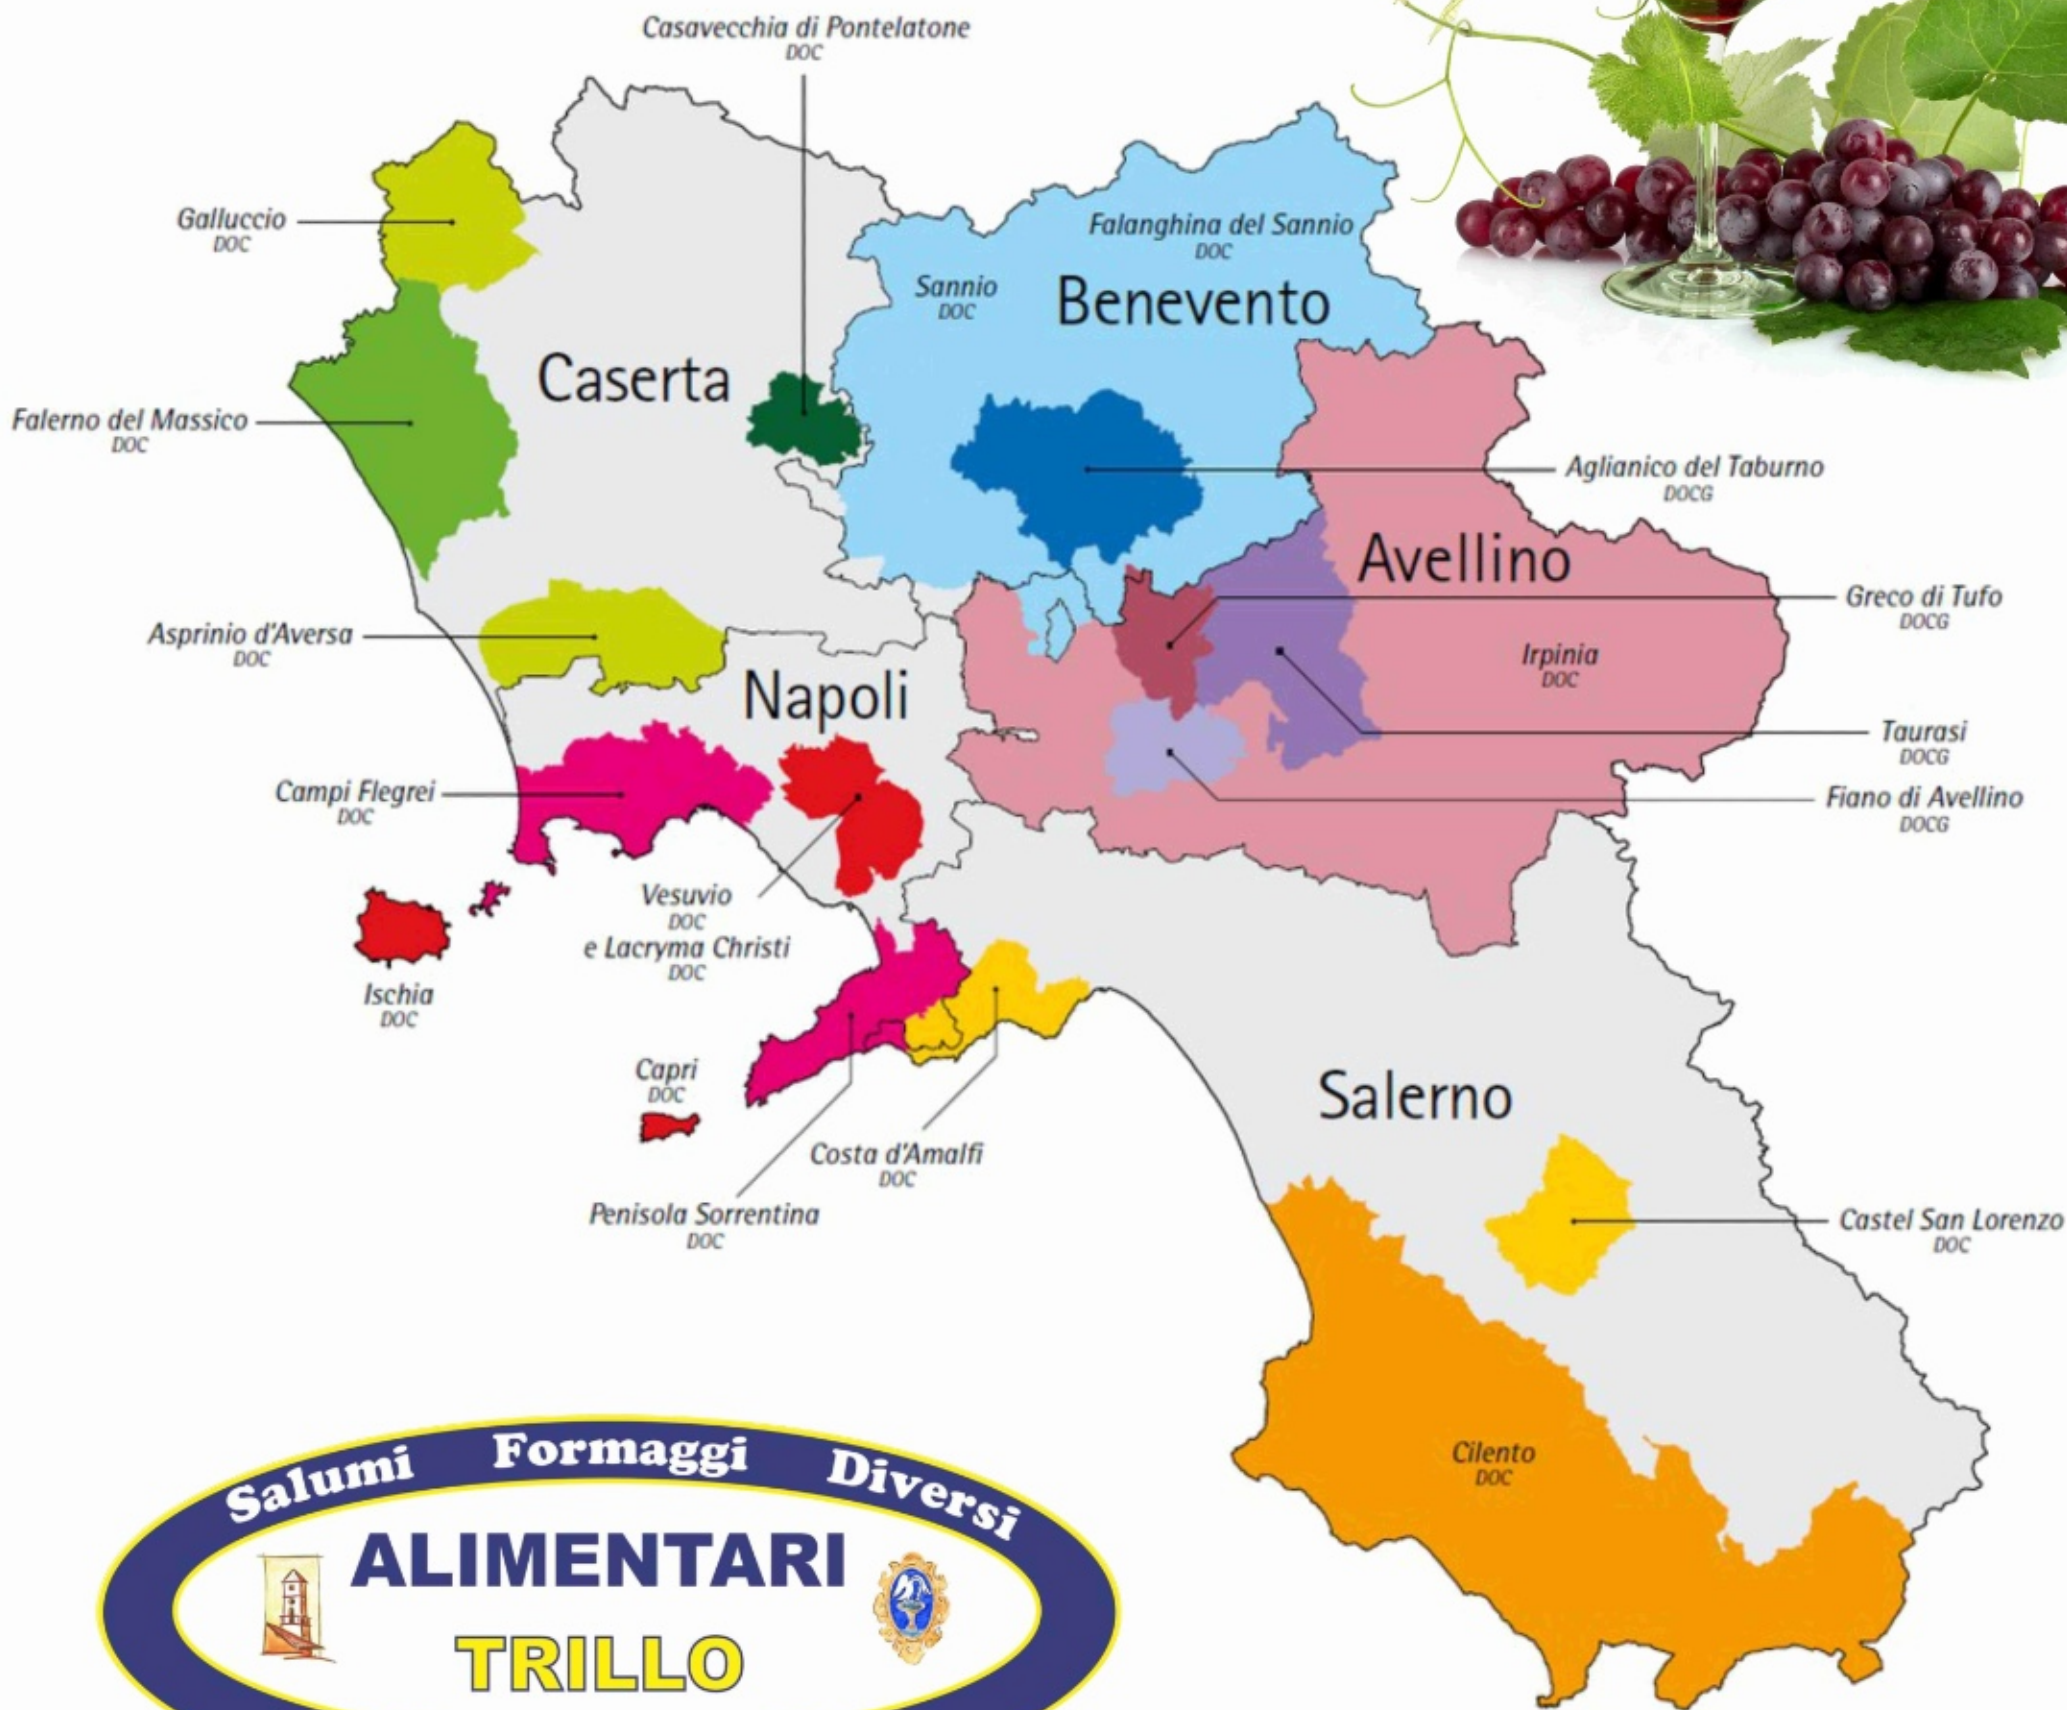 Casavecchia di Pontelatone
DOC
Galluccio
DOC
Falanghina del Sannio
DOC
Sannio
DOC
Benevento
Caserta
Falerno del Massico
DOC
Aglianico del Taburno
DOCG
Avellino
Greco di Tufo
DOCG
Asprinio d'Aversa
DOC
Irpinia
DOC
Napoli
Taurasi
DOCG
Campi Flegrei
DOC
Fiano di Avellino
DOCG
Vesuvio
DOC
e Lacryma Christi
DOC
Ischia
DOC
Capri
DOC
Salerno
Costa d'Amalfi
DOC
Penisola Sorrentina
DOC
Castel San Lorenzo
DOC
Cilento
DOC
Salumi Formaggi Diversi
ALIMENTARI
TRILLO